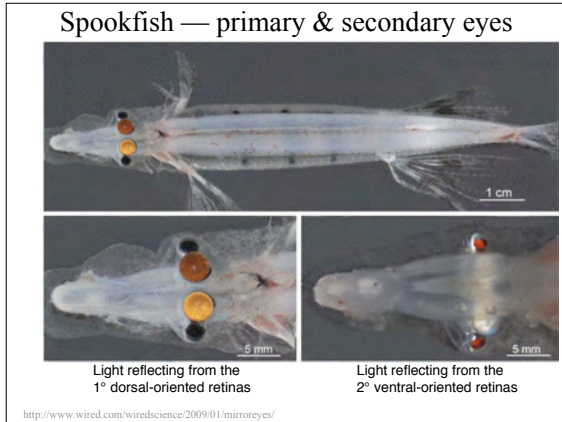 Spookfish — primary & secondary eyes
1 cm
5 mm
5 mm
Light reflecting from the
1° dorsal-oriented retinas
Light reflecting from the
2° ventral-oriented retinas
http://www.wired.com/wiredscience/2009/01/mirroreyes/